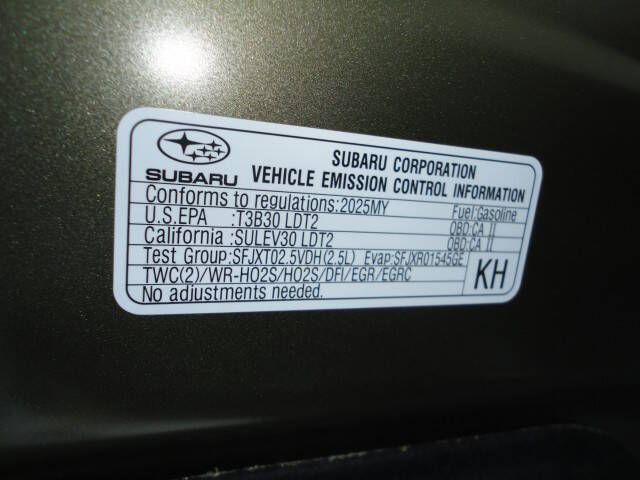 SUBARU CORPORATION
SUBARU VEHICLE EMISSION CONTROL INFORMATION
Conforms to regulations:2025MY Fuel:Gasoline
U.S.EPA :T3B30 LDT2 OBD:CA II
California :SULEV30 LDT2 OBD:CA II
Test Group:SFJXT02.5VDH(2.5L) Evap:SFJXR01545GE
TWC(2)/WR-HO2S/HO2S/DFI/EGR/EGRC
No adjustments needed.
KH